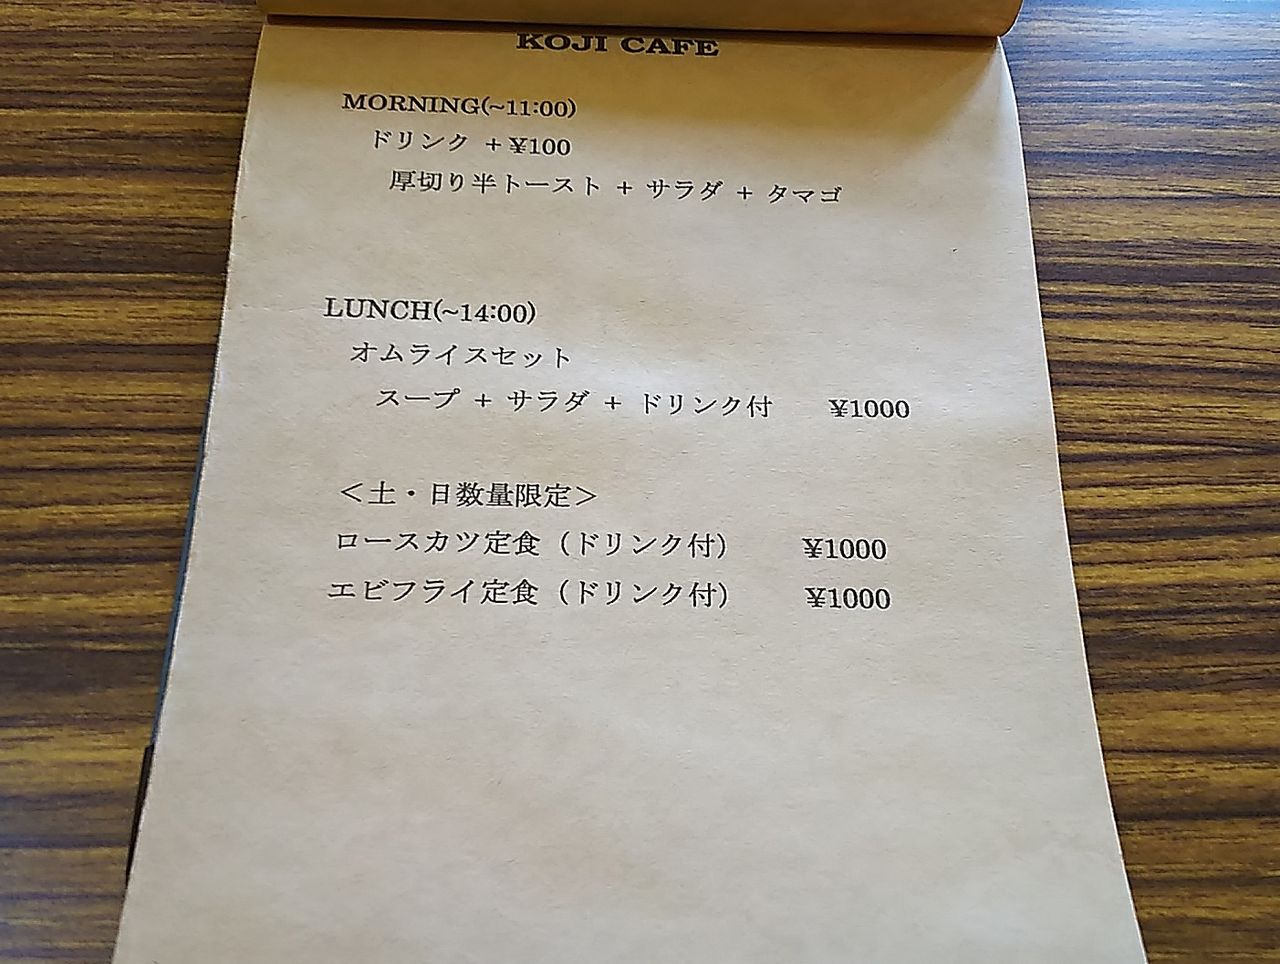 KOJI CAFE
MORNING(~11:00)
ドリンク + ¥100
厚切り半トースト + サラダ + タマゴ
LUNCH(~14:00)
オムライスセット
スープ + サラダ + ドリンク付 ¥1000
＜土・日数量限定＞
ロースカツ定食（ドリンク付） ¥1000
エビフライ定食（ドリンク付） ¥1000